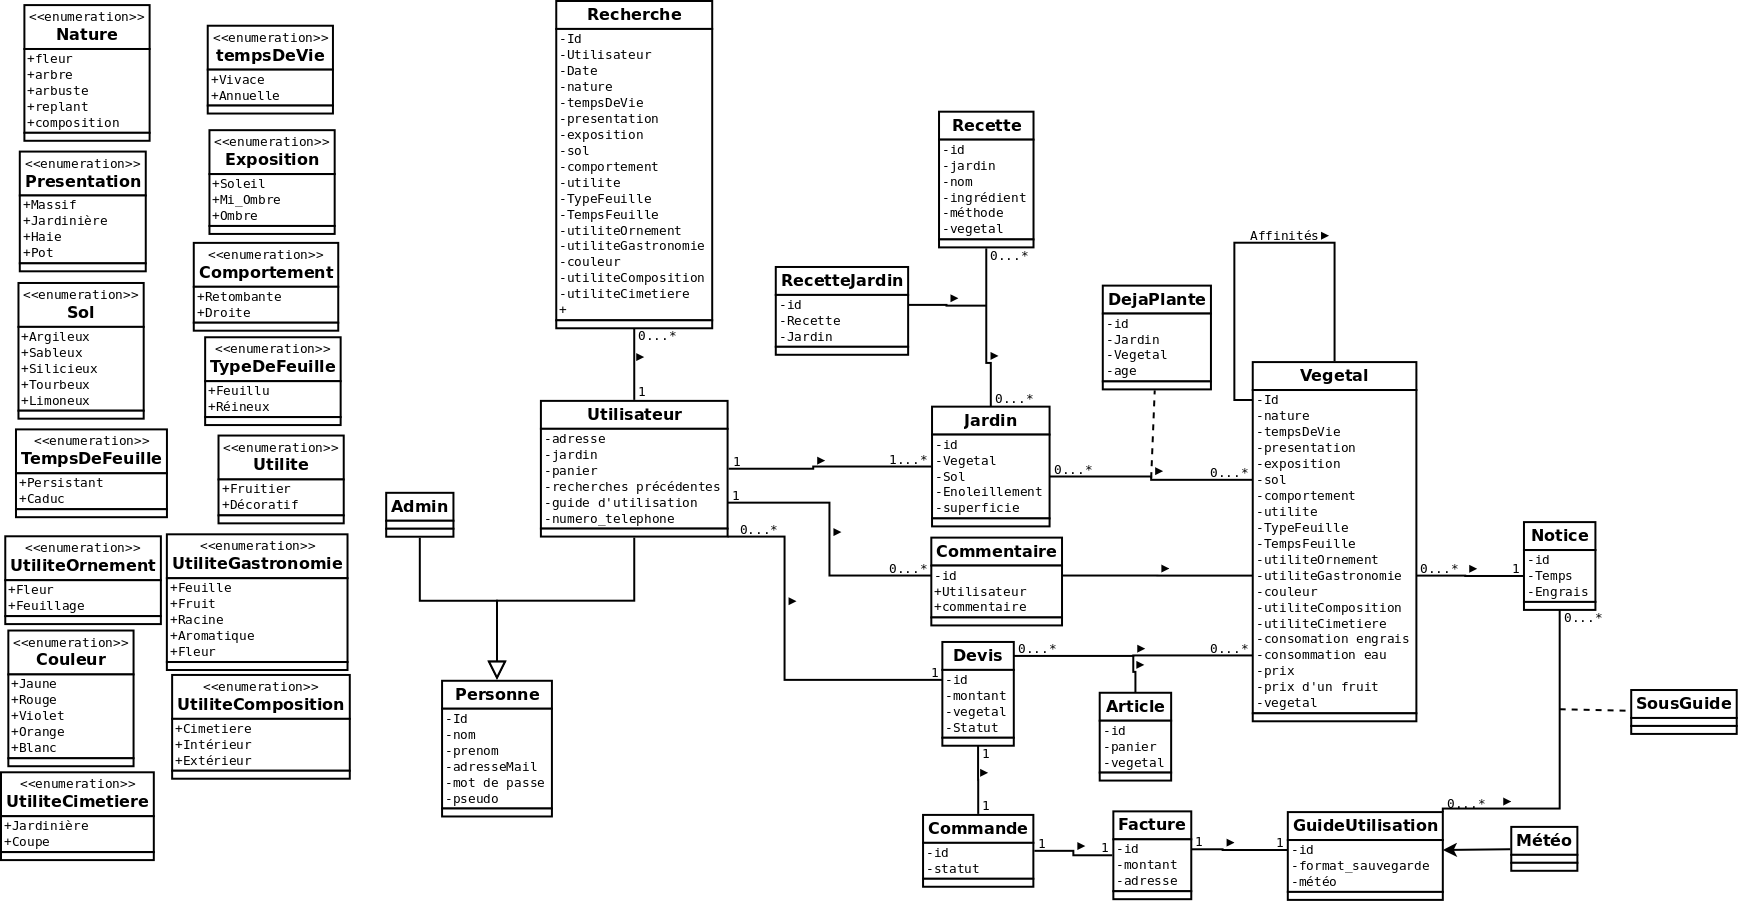 <<enumeration>>
Nature
+fleur
+arbre
+arbuste
+replant
+composition
<<enumeration>>
Presentation
+Massif
+Jardinière
+Haie
+Pot
<<enumeration>>
Sol
+Argileux
+Sableux
+Silicieux
+Tourbeux
+Limoneux
<<enumeration>>
TempsDeFeuille
+Persistant
+Caduc
<<enumeration>>
UtiliteOrnement
+Fleur
+Feuillage
<<enumeration>>
Couleur
+Jaune
+Rouge
+Violet
+Orange
+Blanc
<<enumeration>>
UtiliteCimetiere
+Jardinière
+Coupe
<<enumeration>>
tempsDeVie
+Vivace
+Annuelle
<<enumeration>>
Exposition
+Soleil
+Mi_Ombre
+Ombre
<<enumeration>>
Comportement
+Retombante
+Droite
<<enumeration>>
TypeDeFeuille
+Feuillu
+Réineux
<<enumeration>>
Utilite
+Fruitier
+Décoratif
<<enumeration>>
UtiliteGastronomie
+Feuille
+Fruit
+Racine
+Aromatique
+Fleur
<<enumeration>>
UtiliteComposition
+Cimetiere
+Intérieur
+Extérieur
Recherche
-Id
-Utilisateur
-Date
-nature
-tempsDeVie
-presentation
-exposition
-sol
-comportement
-utilite
-TypeFeuille
-TempsFeuille
-utiliteOrnement
-utiliteGastronomie
-couleur
-utiliteComposition
-utiliteCimetiere
+
0...*
1
Utilisateur
-adresse
-jardin
-panier
-recherches précédentes
-guide d'utilisation
-numero_telephone
1
1...*
1
0...*
0...*
1
Admin
Personne
-Id
-nom
-prenom
-adresseMail
-mot de passe
-pseudo
Recette
-id
-jardin
-nom
-ingrédient
-méthode
-vegetal
0...*
0...*
RecetteJardin
-id
-Recette
-Jardin
Jardin
-id
-Vegetal
-Sol
-Enoleillement
-superficie
0...*
0...*
DejaPlante
-id
-Jardin
-Vegetal
-age
Commentaire
-id
+Utilisateur
+commentaire
Devis
-id
-montant
-vegetal
-Statut
0...*
0...*
1
1
Article
-id
-panier
-vegetal
Commande
-id
-statut
1
1
Facture
-id
-montant
-adresse
1
1
GuideUtilisation
-id
-format_sauvegarde
-météo
0...*
Météo
Affinités
Vegetal
-Id
-nature
-tempsDeVie
-presentation
-exposition
-sol
-comportement
-utilite
-TypeFeuille
-TempsFeuille
-utiliteOrnement
-utiliteGastronomie
-couleur
-utiliteComposition
-utiliteCimetiere
-consomation engrais
-consommation eau
-prix
-prix d'un fruit
-vegetal
0...*
1
Notice
-id
-Temps
-Engrais
0...*
SousGuide